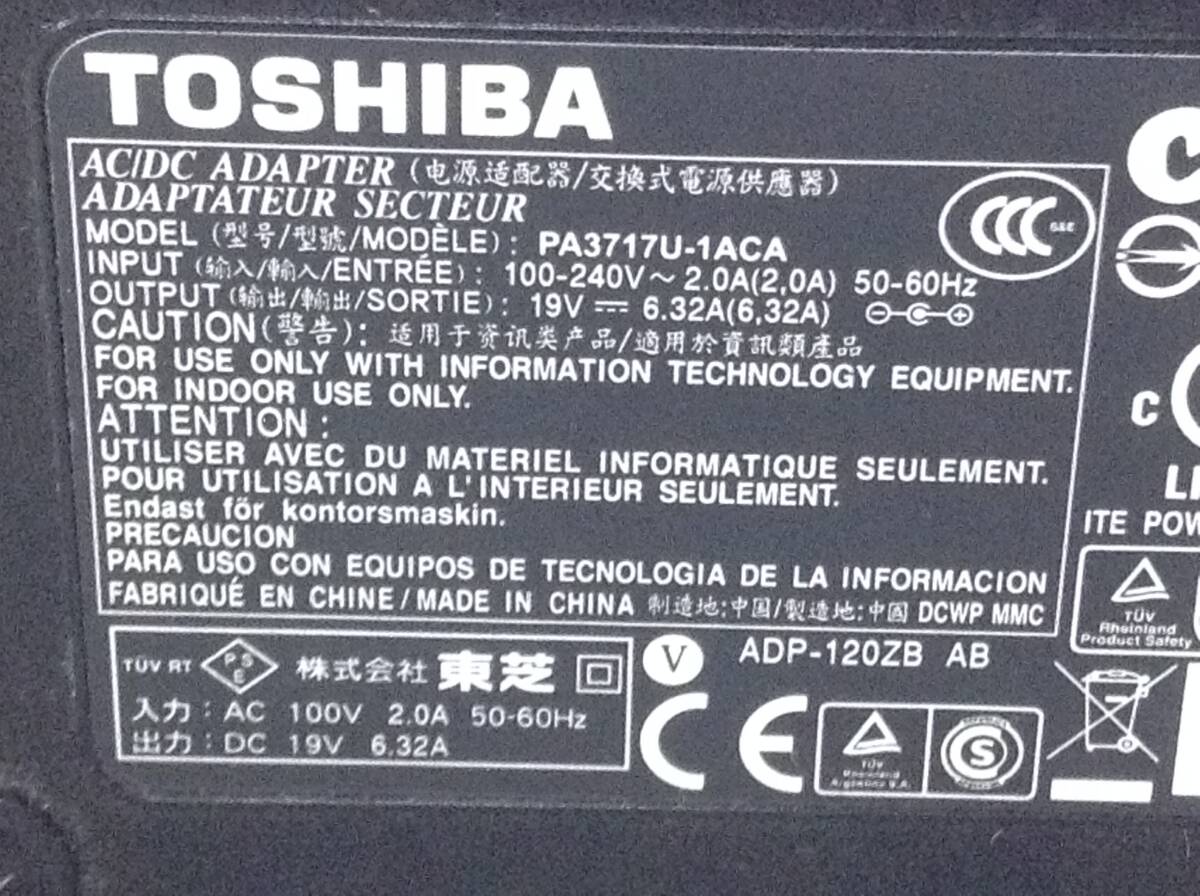 TOSHIBA
AC/DC ADAPTER (电源适配器/交換式電源供應器)
ADAPTATEUR SECTEUR
MODEL (型号/型號/MODÈLE): PA3717U-1ACA
INPUT (输入/輸入/ENTRÉE): 100-240V～ 2.0A(2,0A) 50-60Hz
OUTPUT (输出/輸出/SORTIE): 19V ⎓ 6.32A(6,32A)
CAUTION(警告): 适用于资讯类产品/適用於資訊類產品
FOR USE ONLY WITH INFORMATION TECHNOLOGY EQUIPMENT.
FOR INDOOR USE ONLY.
ATTENTION :
UTILISER AVEC DU MATERIEL INFORMATIQUE SEULEMENT.
POUR UTILISATION A L'INTERIEUR SEULEMENT.
Endast för kontorsmaskin.
PRECAUCION
PARA USO CON EQUIPOS DE TECNOLOGIA DE LA INFORMACION
FABRIQUÉ EN CHINE/MADE IN CHINA 制造地:中国/製造地:中國 DCWP MMC
CCC S&E
C
ITE POW
TÜV
Rheinland
Product Safety
TÜV RT PSE 株式会社 東芝
入力：AC 100V 2.0A 50-60Hz
出力：DC 19V 6.32A
V ADP-120ZB AB
CE
TÜV
Rheinland
Argentina S.A.
S